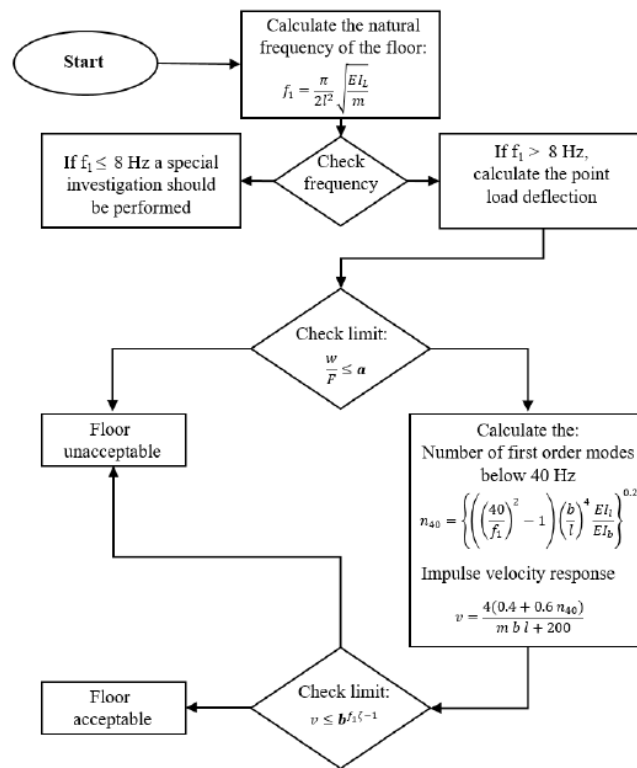 Start
Calculate the natural
frequency of the floor:
f₁ = π/2l² √(EI_L/m)
If f₁ ≤ 8 Hz a special
investigation should
be performed
Check
frequency
If f₁ > 8 Hz,
calculate the point
load deflection
Check limit:
w/F ≤ a
Floor
unacceptable
Calculate the:
Number of first order modes
below 40 Hz
n₄₀ = {((40/f₁)² − 1)(b/l)⁴ EI_l/EI_b}^0.2
Impulse velocity response
v = 4(0.4 + 0.6 n₄₀)/(m b l + 200)
Floor
acceptable
Check limit:
v ≤ b^(f₁ζ−1)